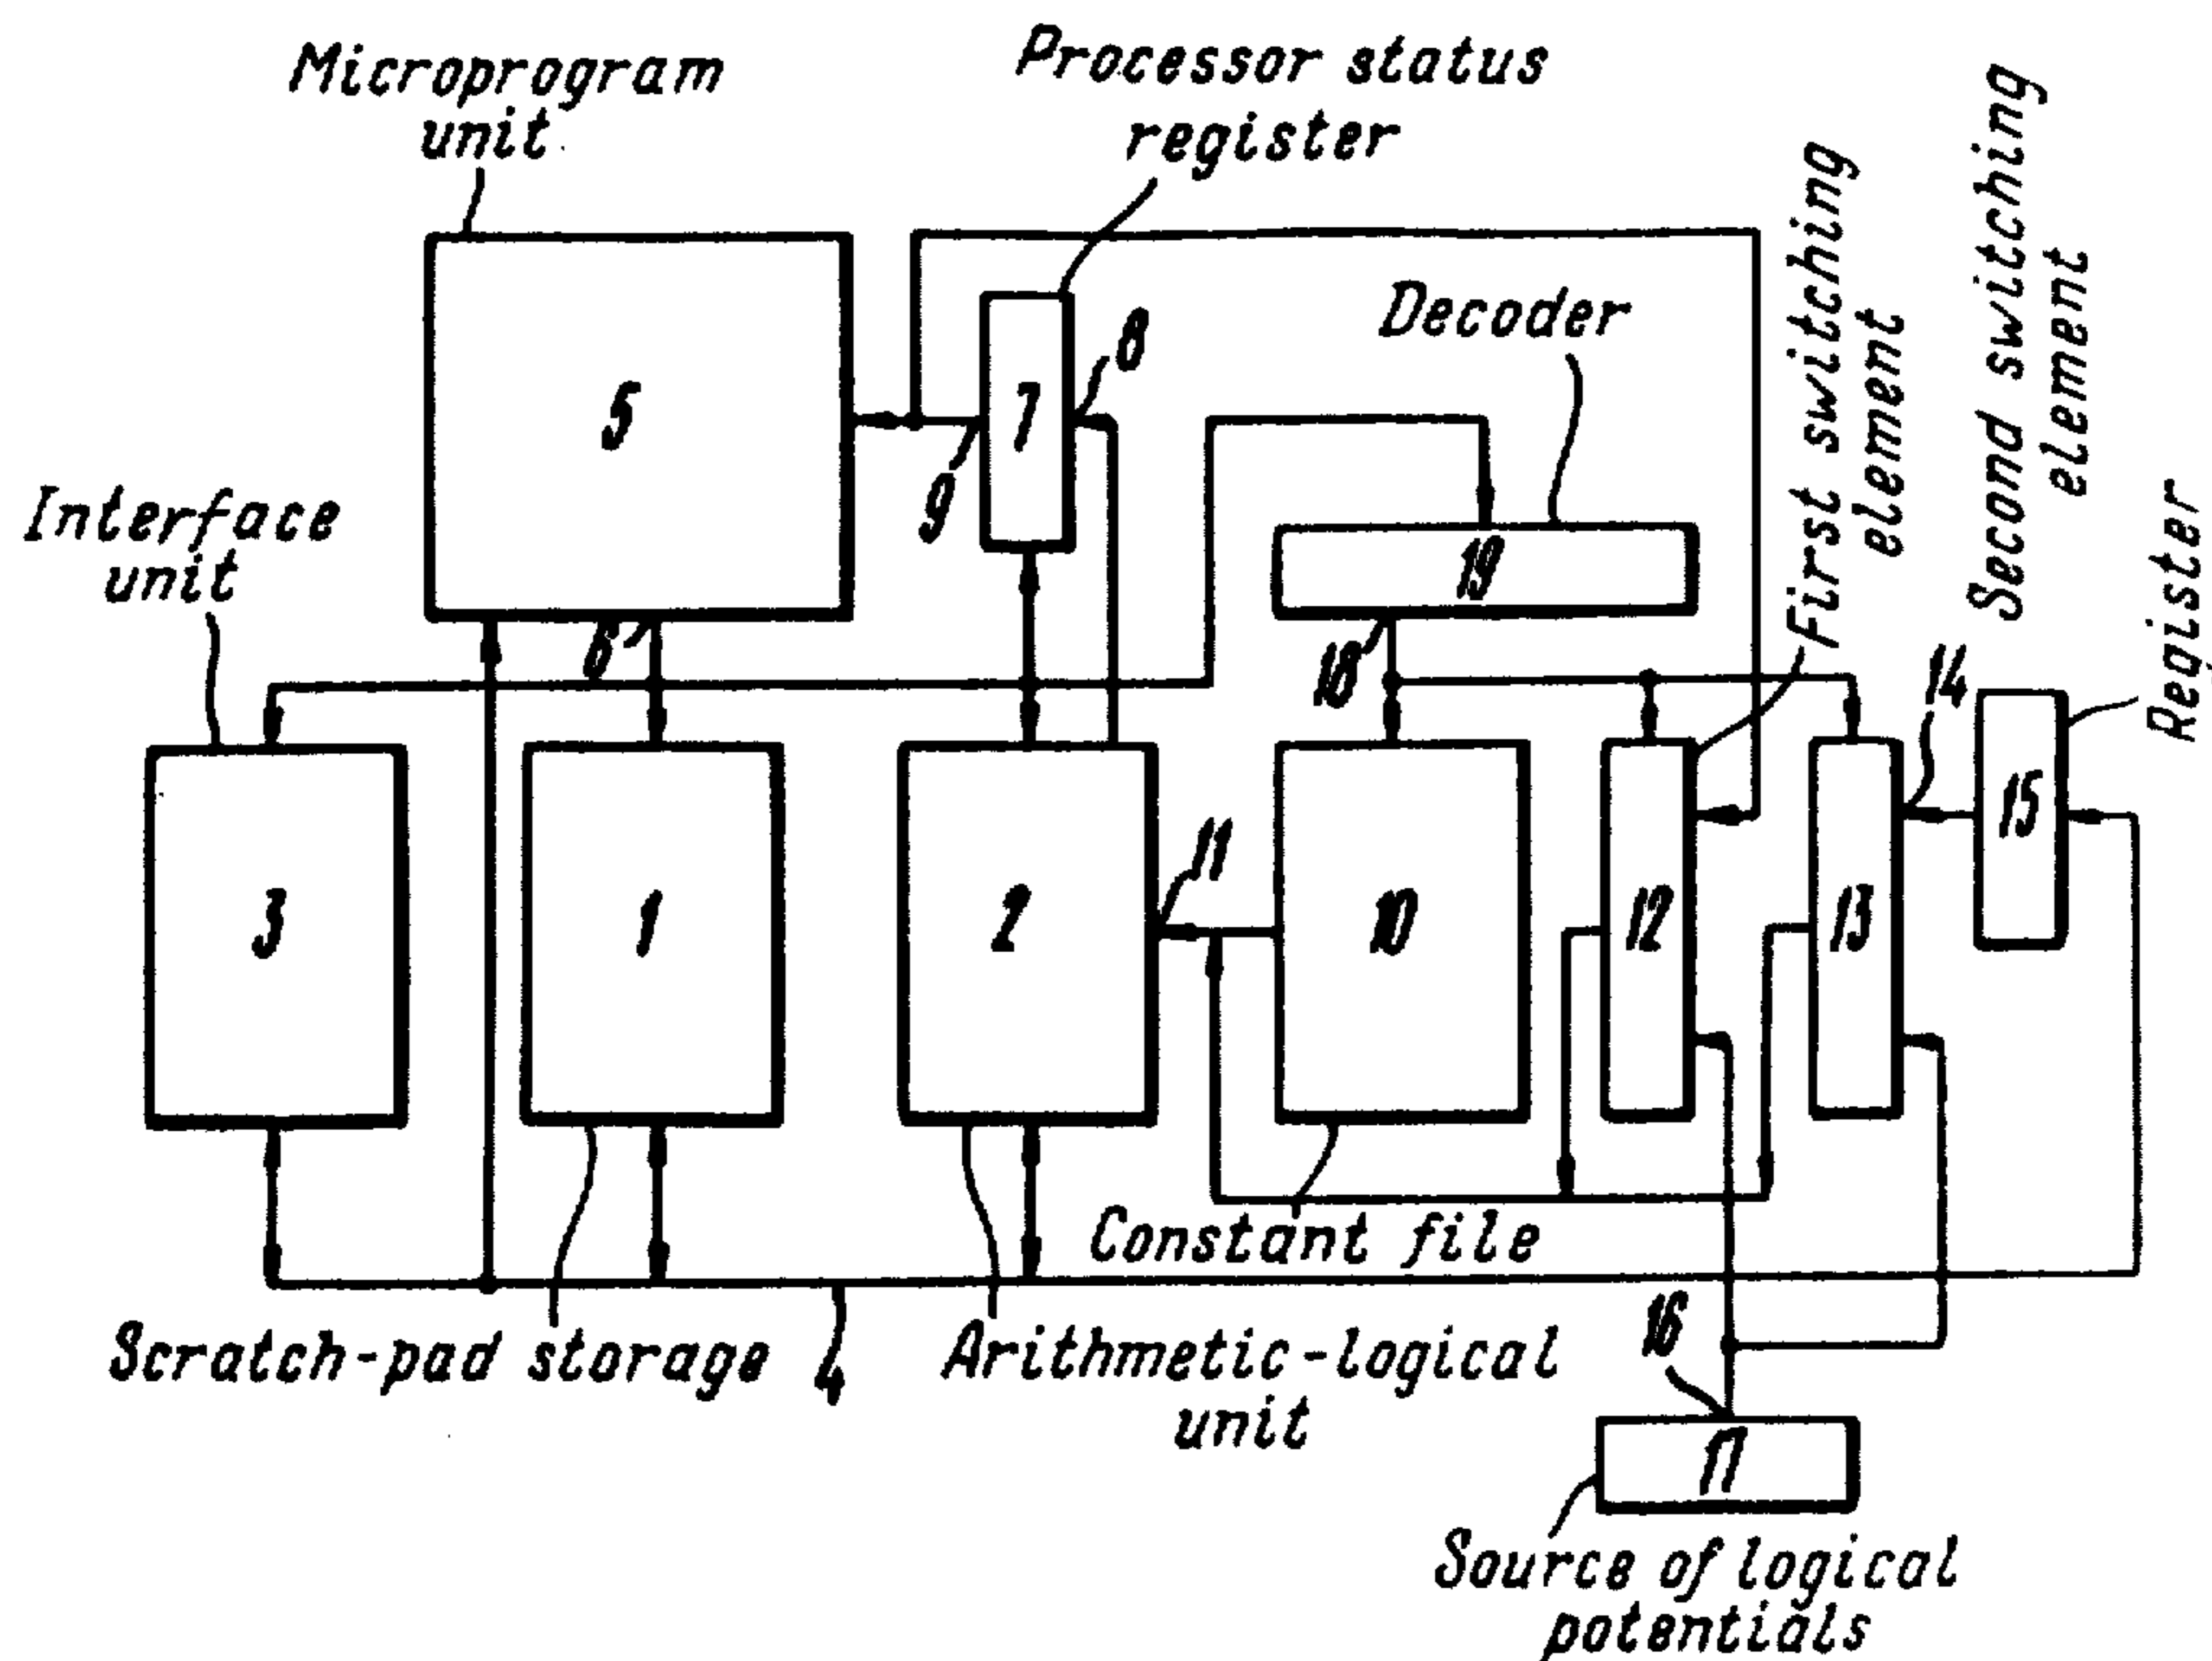 Microprogram
unit
Processor status
register
Decoder
First switching
element
Second switching
element
Register
Interface
unit
5
7
8
9
6
19
18
14
15
3
1
2
11
10
12
13
Constant file
Scratch-pad storage
4
Arithmetic-logical
unit
16
17
Source of logical
potentials